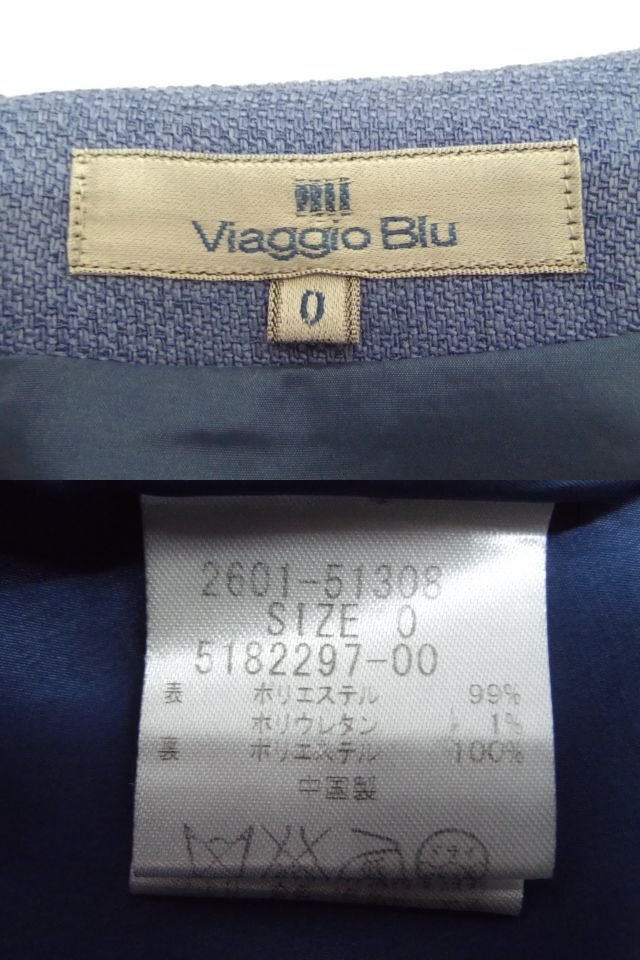 Viaggio Blu
0
2601-51308
SIZE 0
5182297-00
表 ポリエステル 99%
ポリウレタン 1%
裏 ポリエステル 100%
中国製